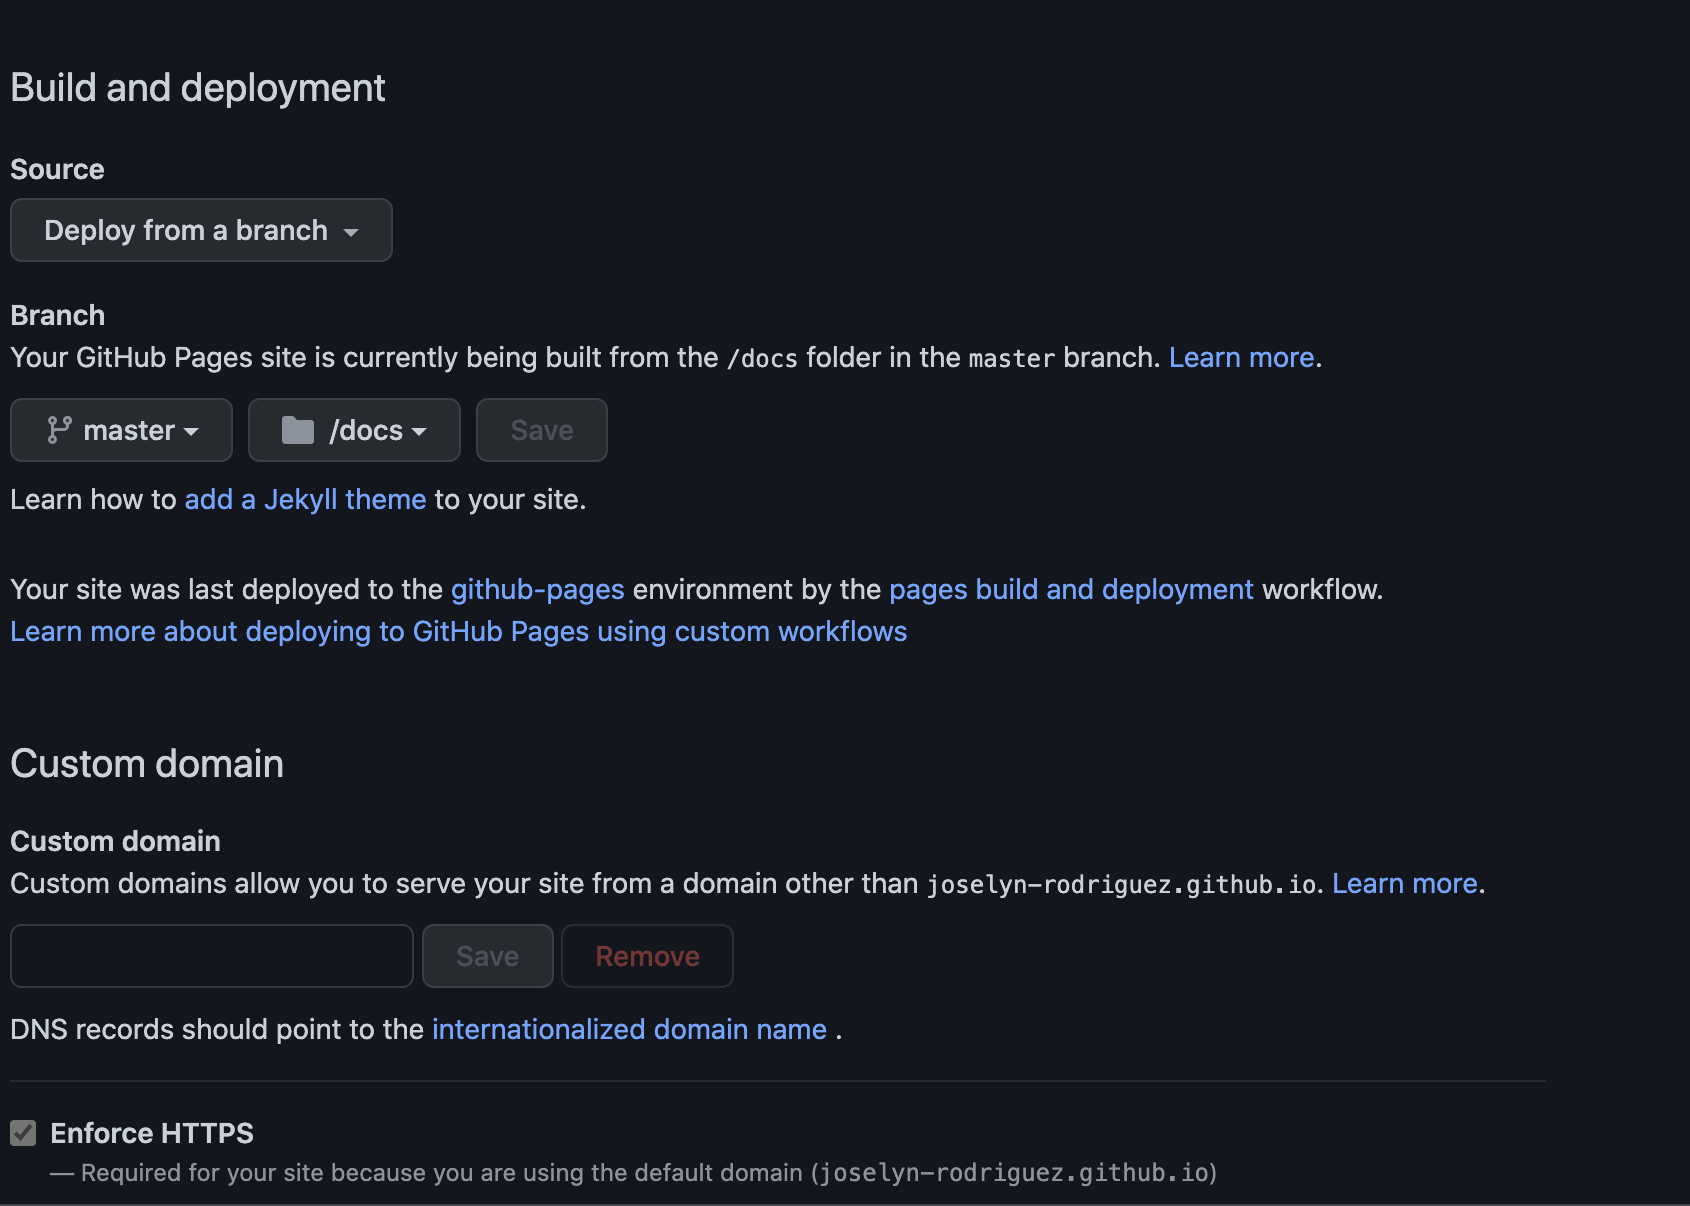 Build and deployment
Source
Deploy from a branch
Branch
Your GitHub Pages site is currently being built from the /docs folder in the master branch. Learn more.
master /docs Save
Learn how to add a Jekyll theme to your site.
Your site was last deployed to the github-pages environment by the pages build and deployment workflow.
Learn more about deploying to GitHub Pages using custom workflows
Custom domain
Custom domain
Custom domains allow you to serve your site from a domain other than joselyn-rodriguez.github.io. Learn more.
Save Remove
DNS records should point to the internationalized domain name .
Enforce HTTPS
— Required for your site because you are using the default domain (joselyn-rodriguez.github.io)